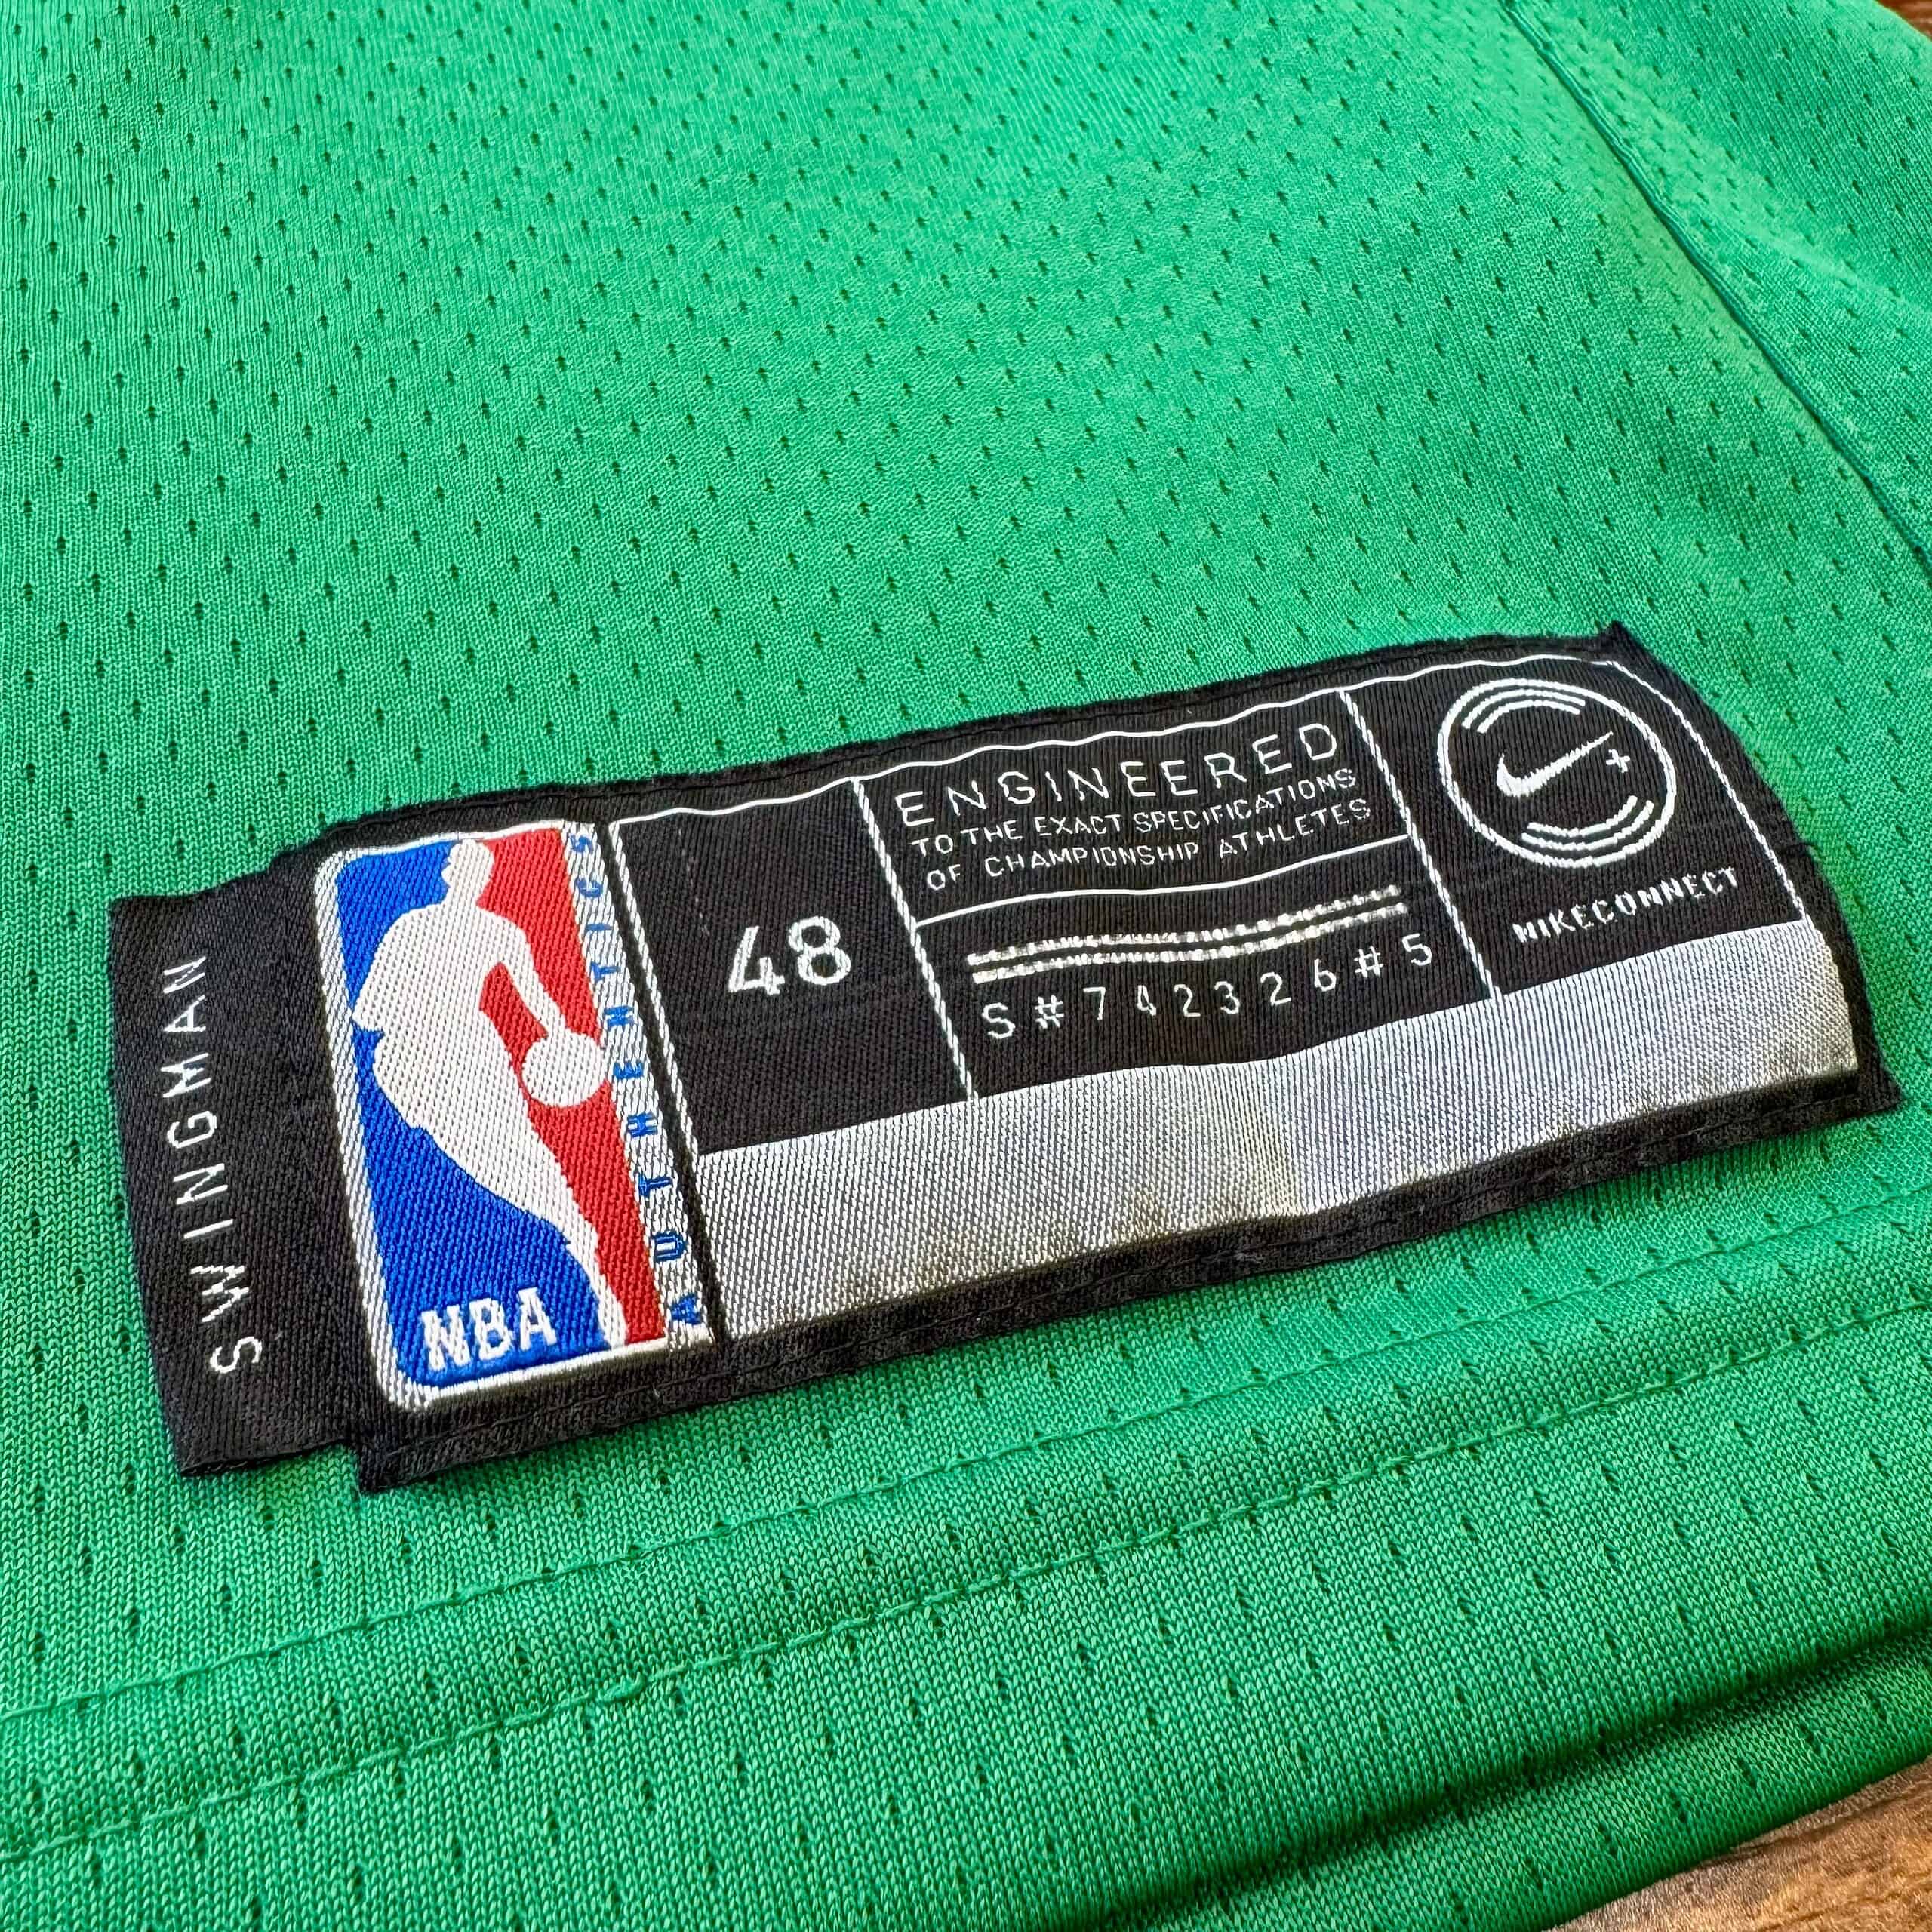 SWINGMAN
NBA
AUTHENTICS
48
ENGINEERED
TO THE EXACT SPECIFICATIONS
OF CHAMPIONSHIP ATHLETES
S#742326#5
+
NIKECONNECT